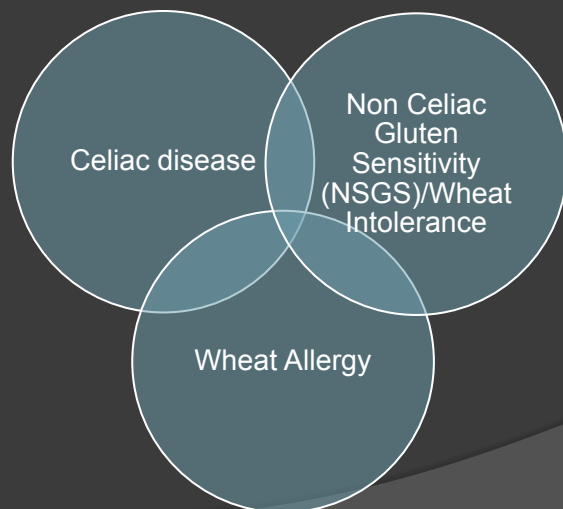 Celiac disease
Non Celiac
Gluten
Sensitivity
(NSGS)/Wheat
Intolerance
Wheat Allergy